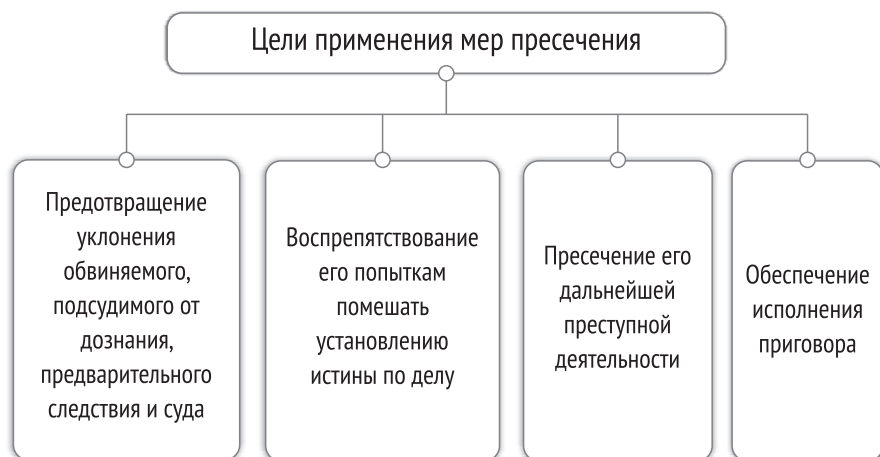 Цели применения мер пресечения
Предотвращение
уклонения
обвиняемого,
подсудимого от
дознания,
предварительного
следствия и суда
Воспрепятствование
его попыткам
помешать
установлению
истины по делу
Пресечение его
дальнейшей
преступной
деятельности
Обеспечение
исполнения
приговора